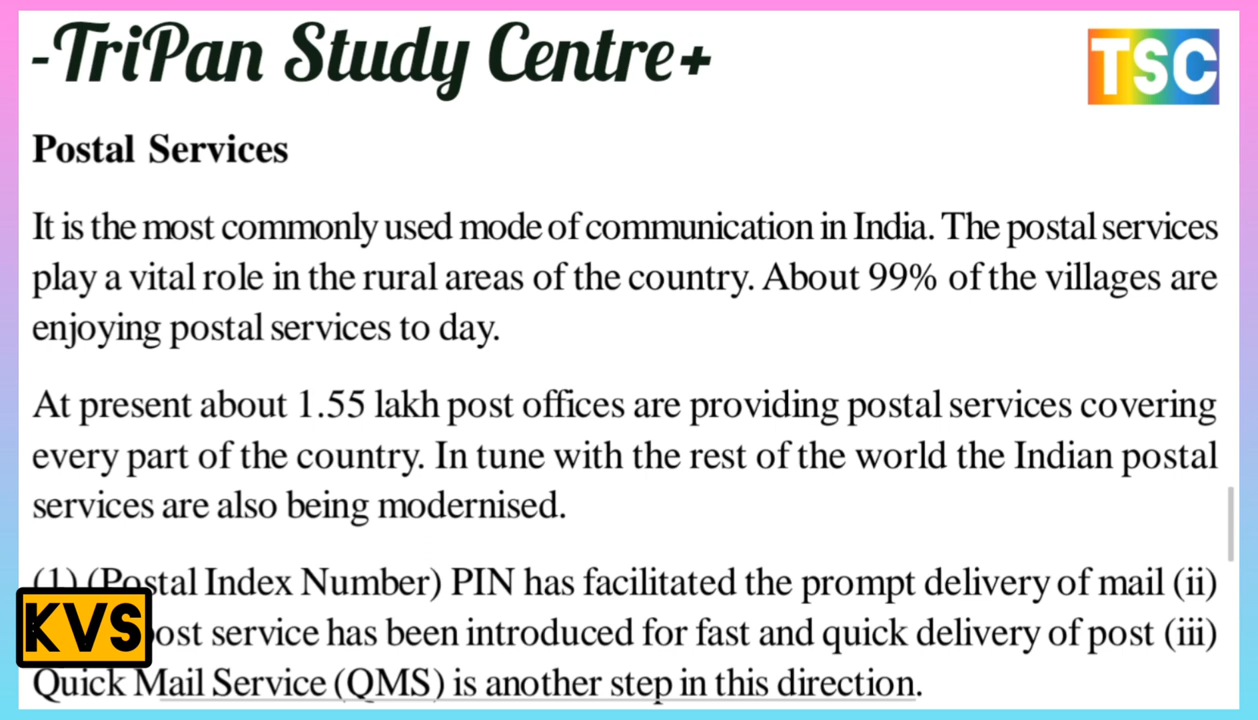 -TriPan Study Centre+
TSC
Postal Services
It is the most commonly used mode of communication in India. The postal services
play a vital role in the rural areas of the country. About 99% of the villages are
enjoying postal services to day.
At present about 1.55 lakh post offices are providing postal services covering
every part of the country. In tune with the rest of the world the Indian postal
services are also being modernised.
(1) (Postal Index Number) PIN has facilitated the prompt delivery of mail (ii)
KVS
post service has been introduced for fast and quick delivery of post (iii)
Quick Mail Service (QMS) is another step in this direction.